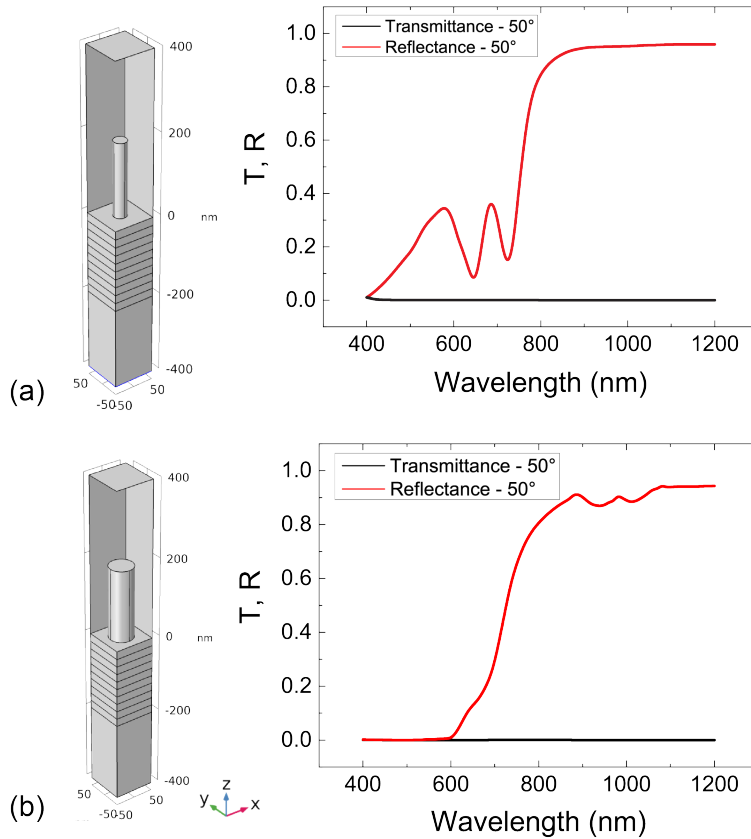 400
200
0 nm
-200
-400
50 50
-50 -50
(a)
Transmittance - 50°
Reflectance - 50°
1.0
0.8
0.6
0.4
0.2
0.0
T, R
400 600 800 1000 1200
Wavelength (nm)
400
200
0 nm
-200
-400
50 50
-50 -50
y z x
(b)
Transmittance - 50°
Reflectance - 50°
1.0
0.8
0.6
0.4
0.2
0.0
T, R
400 600 800 1000 1200
Wavelength (nm)